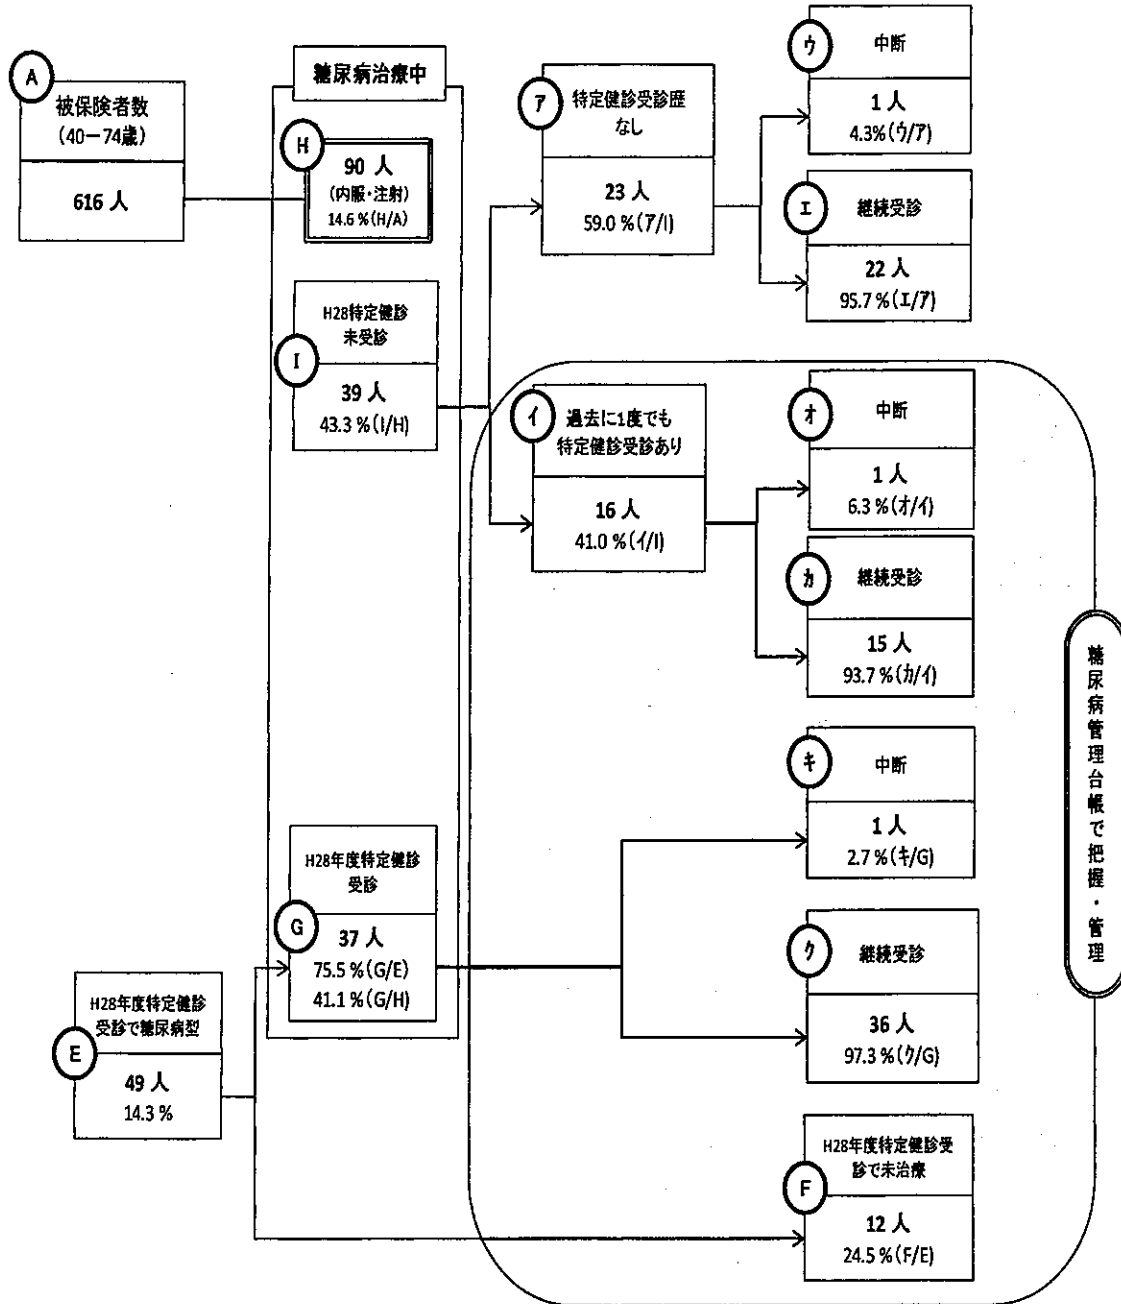 A
被保険者数
(40－74歳)
616 人
糖尿病治療中
H
90 人
(内服・注射)
14.6 %(H/A)
I
H28特定健診
未受診
39 人
43.3 %(I/H)
ア
特定健診受診歴
なし
23 人
59.0 %(ア/I)
ウ
中断
1 人
4.3%(ウ/ア)
エ
継続受診
22 人
95.7 %(エ/ア)
イ
過去に1度でも
特定健診受診あり
16 人
41.0 %(イ/I)
オ
中断
1 人
6.3 %(オ/イ)
カ
継続受診
15 人
93.7 %(カ/イ)
G
H28年度特定健診
受診
37 人
75.5 %(G/E)
41.1 %(G/H)
キ
中断
1 人
2.7 %(キ/G)
ク
継続受診
36 人
97.3 %(ク/G)
E
H28年度特定健診
受診で糖尿病型
49 人
14.3 %
F
H28年度特定健診受
診で未治療
12 人
24.5 %(F/E)
糖尿病管理台帳で把握・管理